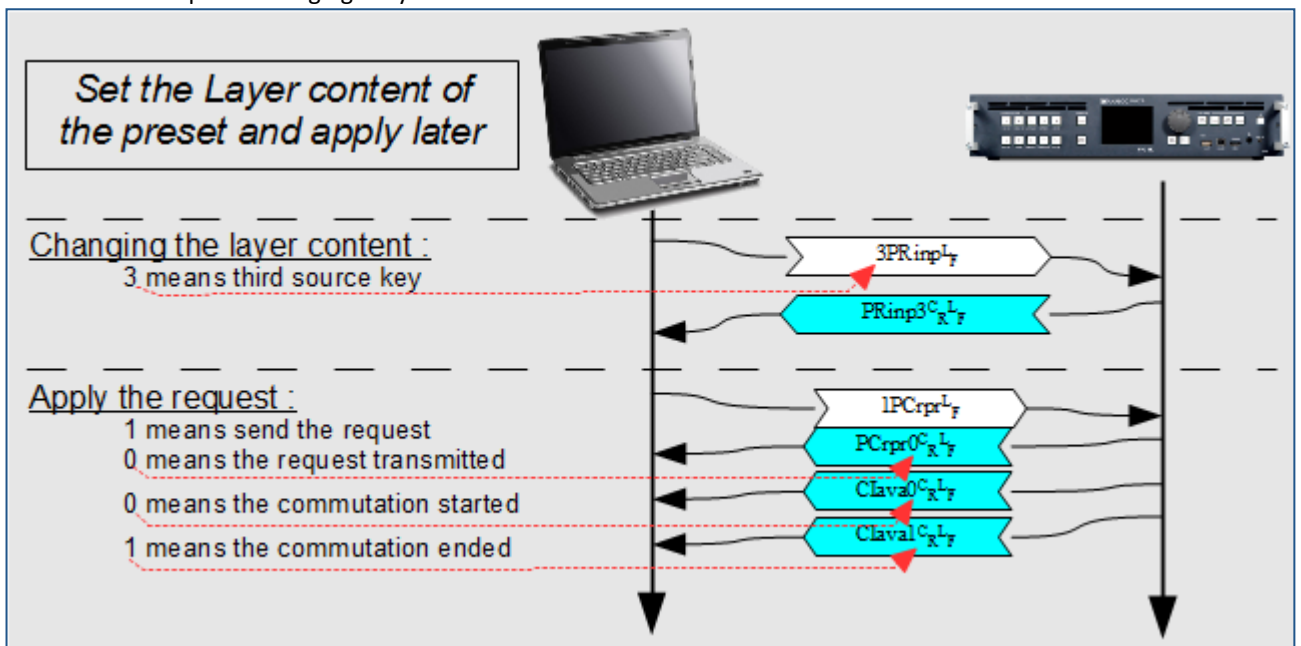 Set the Layer content of
the preset and apply later
Changing the layer content :
3 means third source key
3PRinpLF
PRinp3CRLF
Apply the request :
1 means send the request
0 means the request transmitted
0 means the commutation started
1 means the commutation ended
1PCrprLF
PCrpr0CRLF
CIava0CRLF
CIava1CRLF